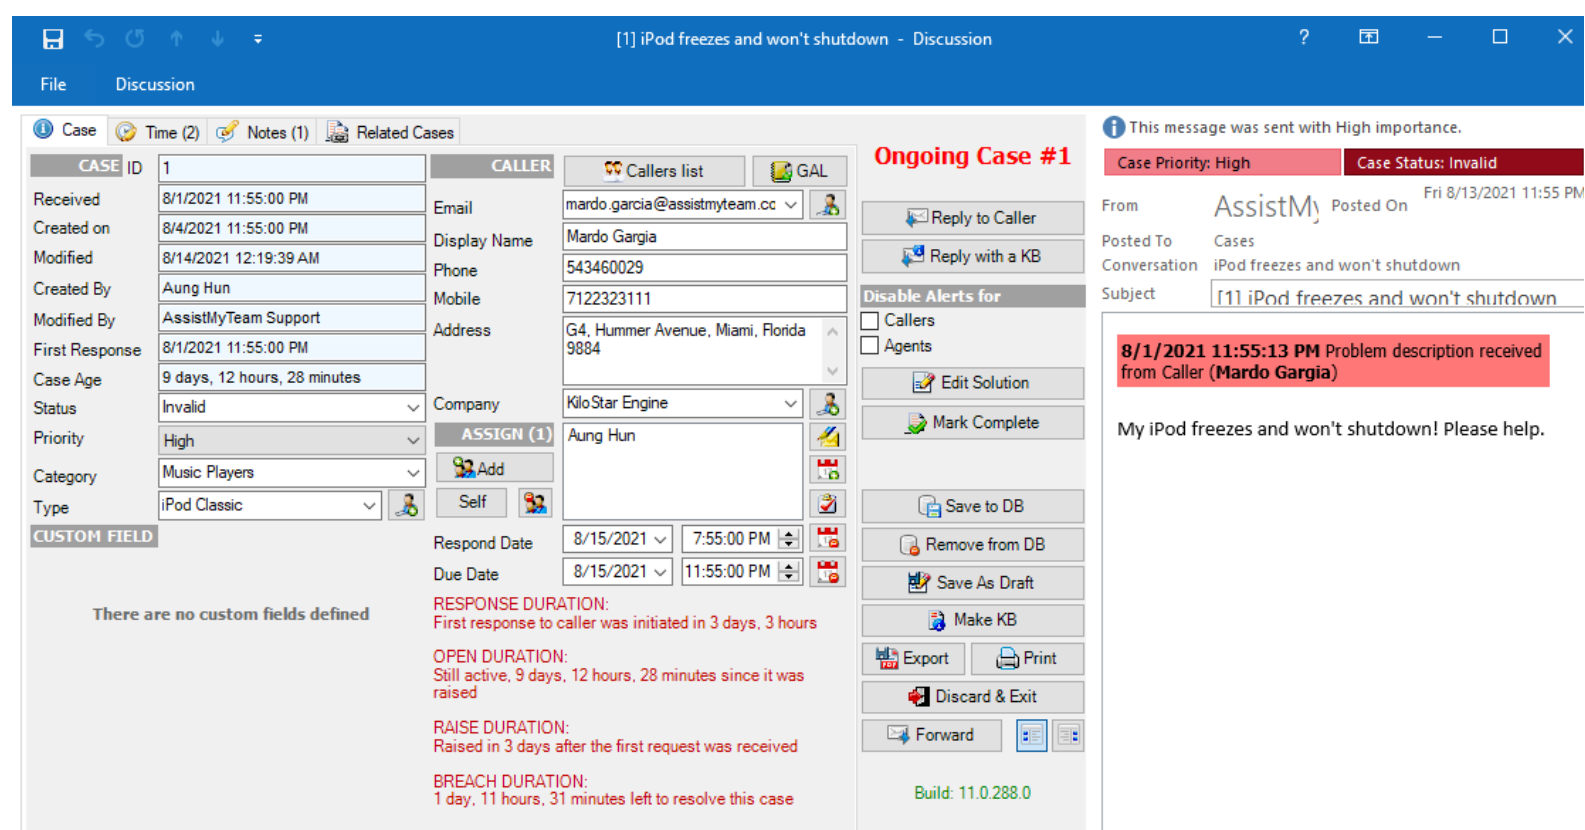 [1] iPod freezes and won't shutdown - Discussion
?
File Discussion
Case Time (2) Notes (1) Related Cases
CASE ID 1
Received 8/1/2021 11:55:00 PM
Created on 8/4/2021 11:55:00 PM
Modified 8/14/2021 12:19:39 AM
Created By Aung Hun
Modified By AssistMyTeam Support
First Response 8/1/2021 11:55:00 PM
Case Age 9 days, 12 hours, 28 minutes
Status Invalid
Priority High
Category Music Players
Type iPod Classic
CUSTOM FIELD
There are no custom fields defined
CALLER Callers list GAL
Email mardo.garcia@assistmyteam.cc
Display Name Mardo Gargia
Phone 543460029
Mobile 7122323111
Address G4, Hummer Avenue, Miami, Florida
9884
Company KiloStar Engine
ASSIGN (1) Aung Hun
Add
Self
Respond Date 8/15/2021 7:55:00 PM
Due Date 8/15/2021 11:55:00 PM
RESPONSE DURATION:
First response to caller was initiated in 3 days, 3 hours
OPEN DURATION:
Still active, 9 days, 12 hours, 28 minutes since it was
raised
RAISE DURATION:
Raised in 3 days after the first request was received
BREACH DURATION:
1 day, 11 hours, 31 minutes left to resolve this case
Ongoing Case #1
Reply to Caller
Reply with a KB
Disable Alerts for
Callers
Agents
Edit Solution
Mark Complete
Save to DB
Remove from DB
Save As Draft
Make KB
Export Print
Discard & Exit
Forward
Build: 11.0.288.0
This message was sent with High importance.
Case Priority: High Case Status: Invalid
From AssistMy Posted On Fri 8/13/2021 11:55 PM
Posted To Cases
Conversation iPod freezes and won't shutdown
Subject [1] iPod freezes and won't shutdown
8/1/2021 11:55:13 PM Problem description received
from Caller (Mardo Gargia)
My iPod freezes and won't shutdown! Please help.